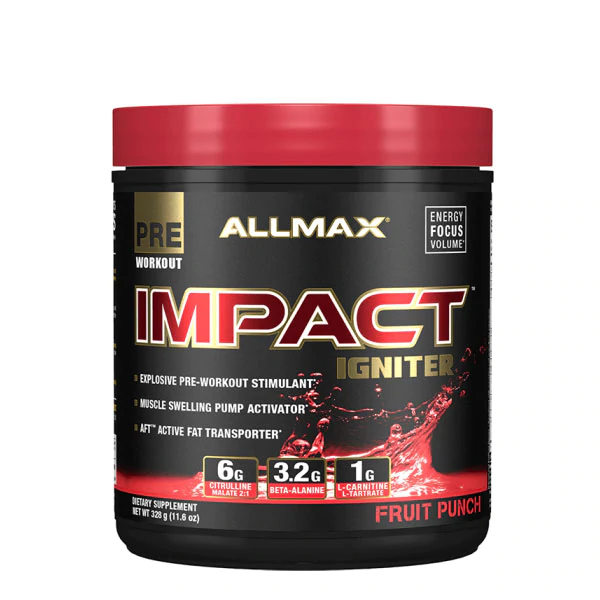 PRE
WORKOUT
ALLMAX®
ENERGY
FOCUS
VOLUME*
IMPACT™
IGNITER
EXPLOSIVE PRE-WORKOUT STIMULANT*
MUSCLE SWELLING PUMP ACTIVATOR*
AFT™ ACTIVE FAT TRANSPORTER*
6G
CITRULLINE
MALATE 2:1
3.2G
BETA-ALANINE
1G
L-CARNITINE
L-TARTRATE
DIETARY SUPPLEMENT
NET WT 328 g (11.6 oz)
FRUIT PUNCH